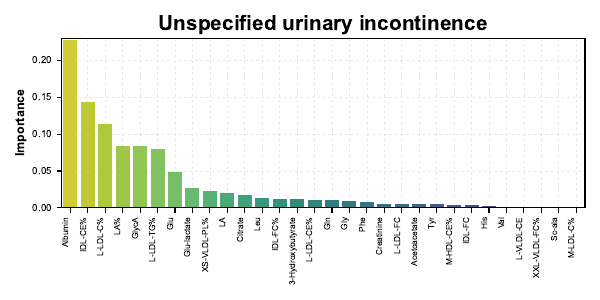 Unspecified urinary incontinence
Importance
0.20
0.15
0.10
0.05
0.00
Albumin
IDL-CE%
L-LDL-C%
LA%
GlycA
L-LDL-TG%
Glu
Glu-lactate
XS-VLDL-PL%
LA
Citrate
Leu
IDL-FC%
3-Hydroxybutyrate
L-LDL-CE%
Gln
Gly
Phe
Creatinine
L-LDL-FC
Acetoacetate
Tyr
M-HDL-CE%
IDL-FC
His
Val
L-VLDL-CE
XXL-VLDL-FC%
M-LDL-C%